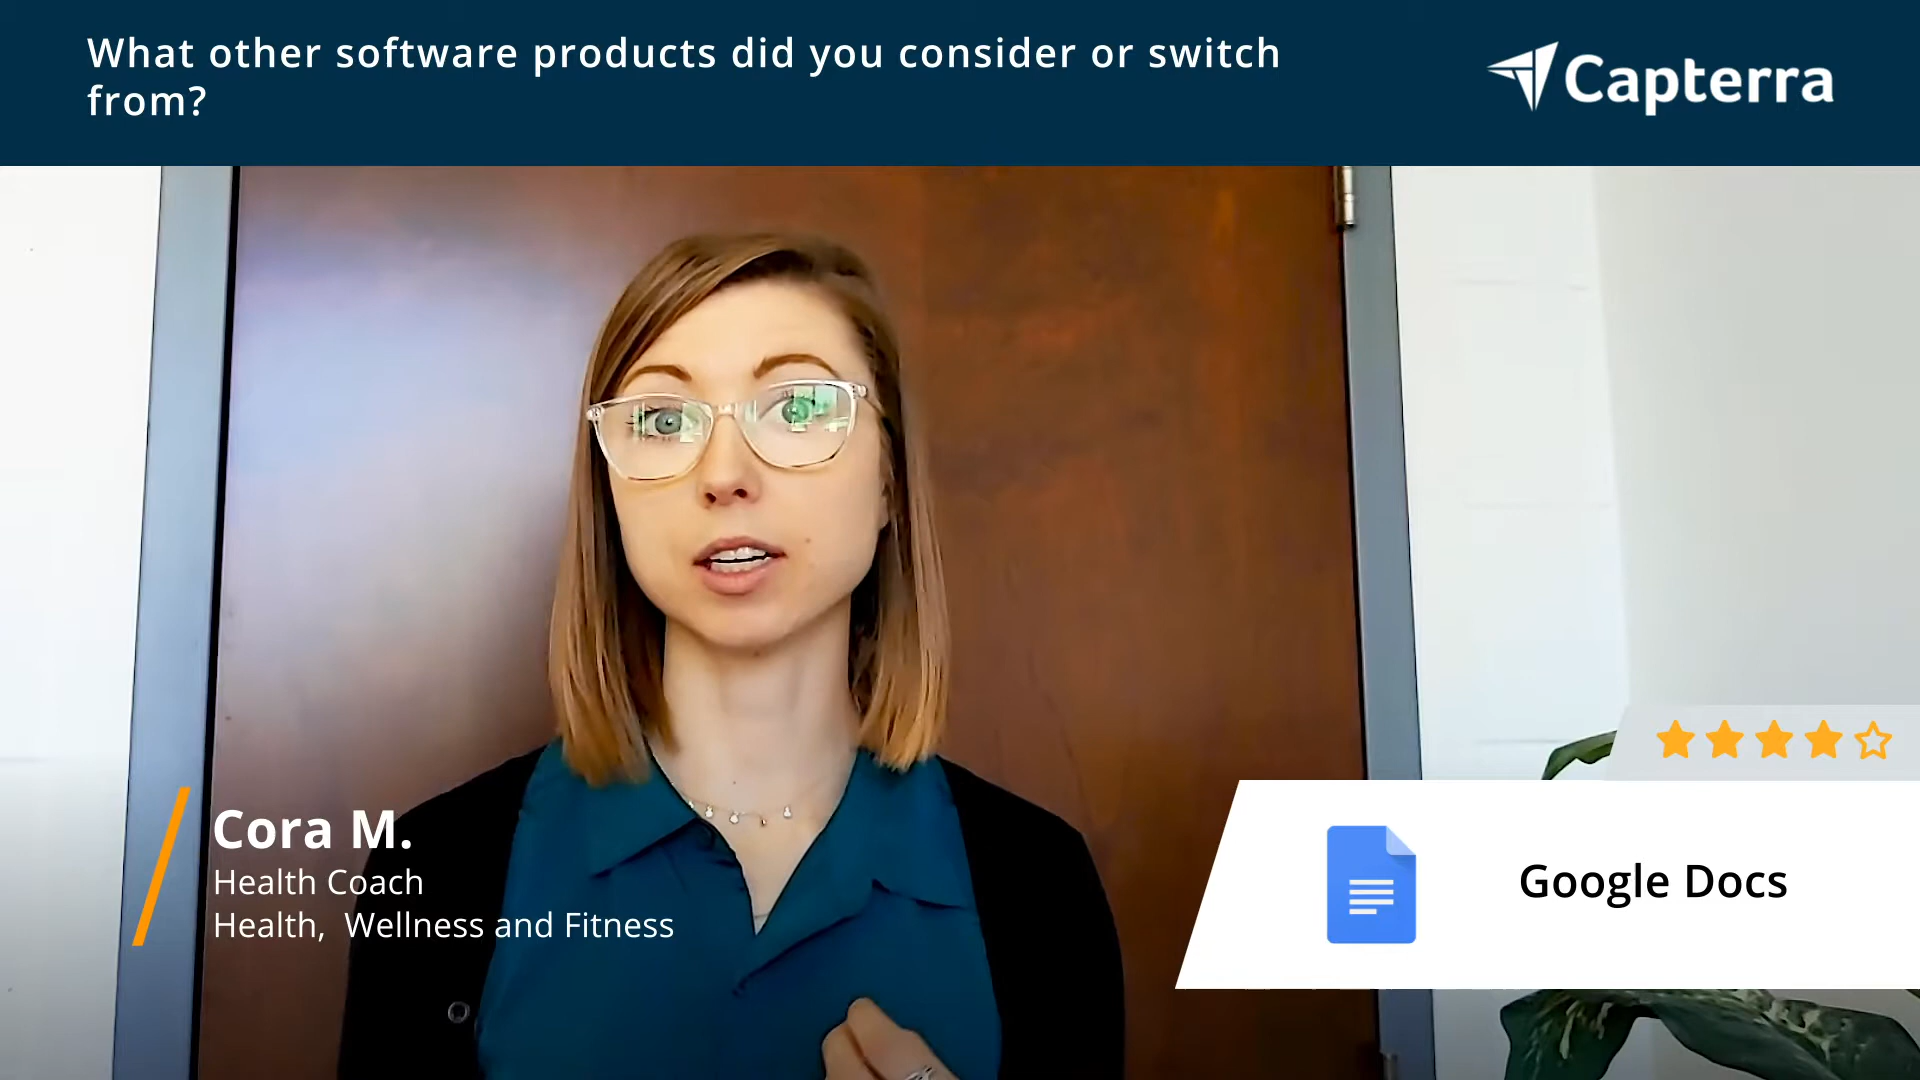 What other software products did you consider or switch
from?
Capterra
Cora M.
Health Coach
Health, Wellness and Fitness
Google Docs